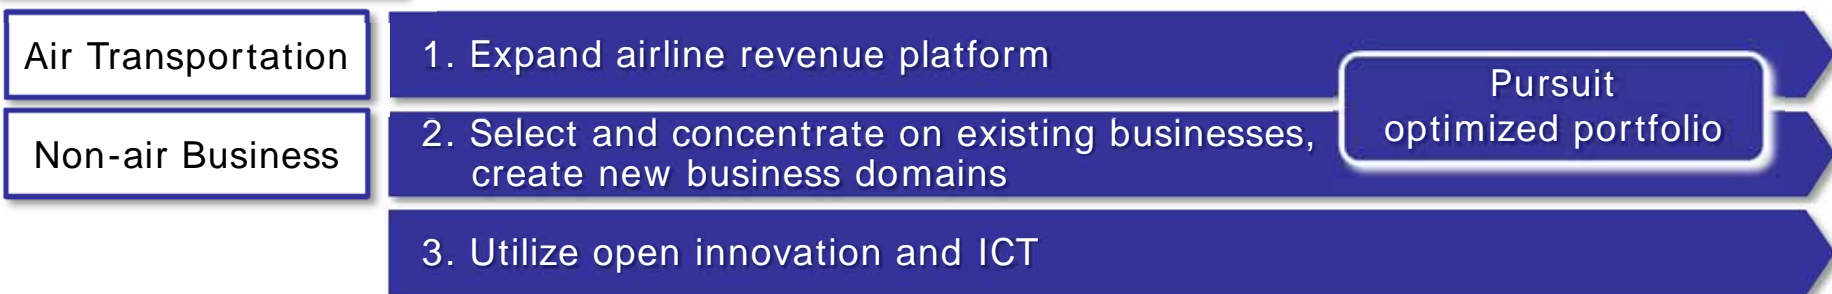 Air Transportation
1. Expand airline revenue platform
Pursuit
optimized portfolio
Non-air Business
2. Select and concentrate on existing businesses,
create new business domains
3. Utilize open innovation and ICT